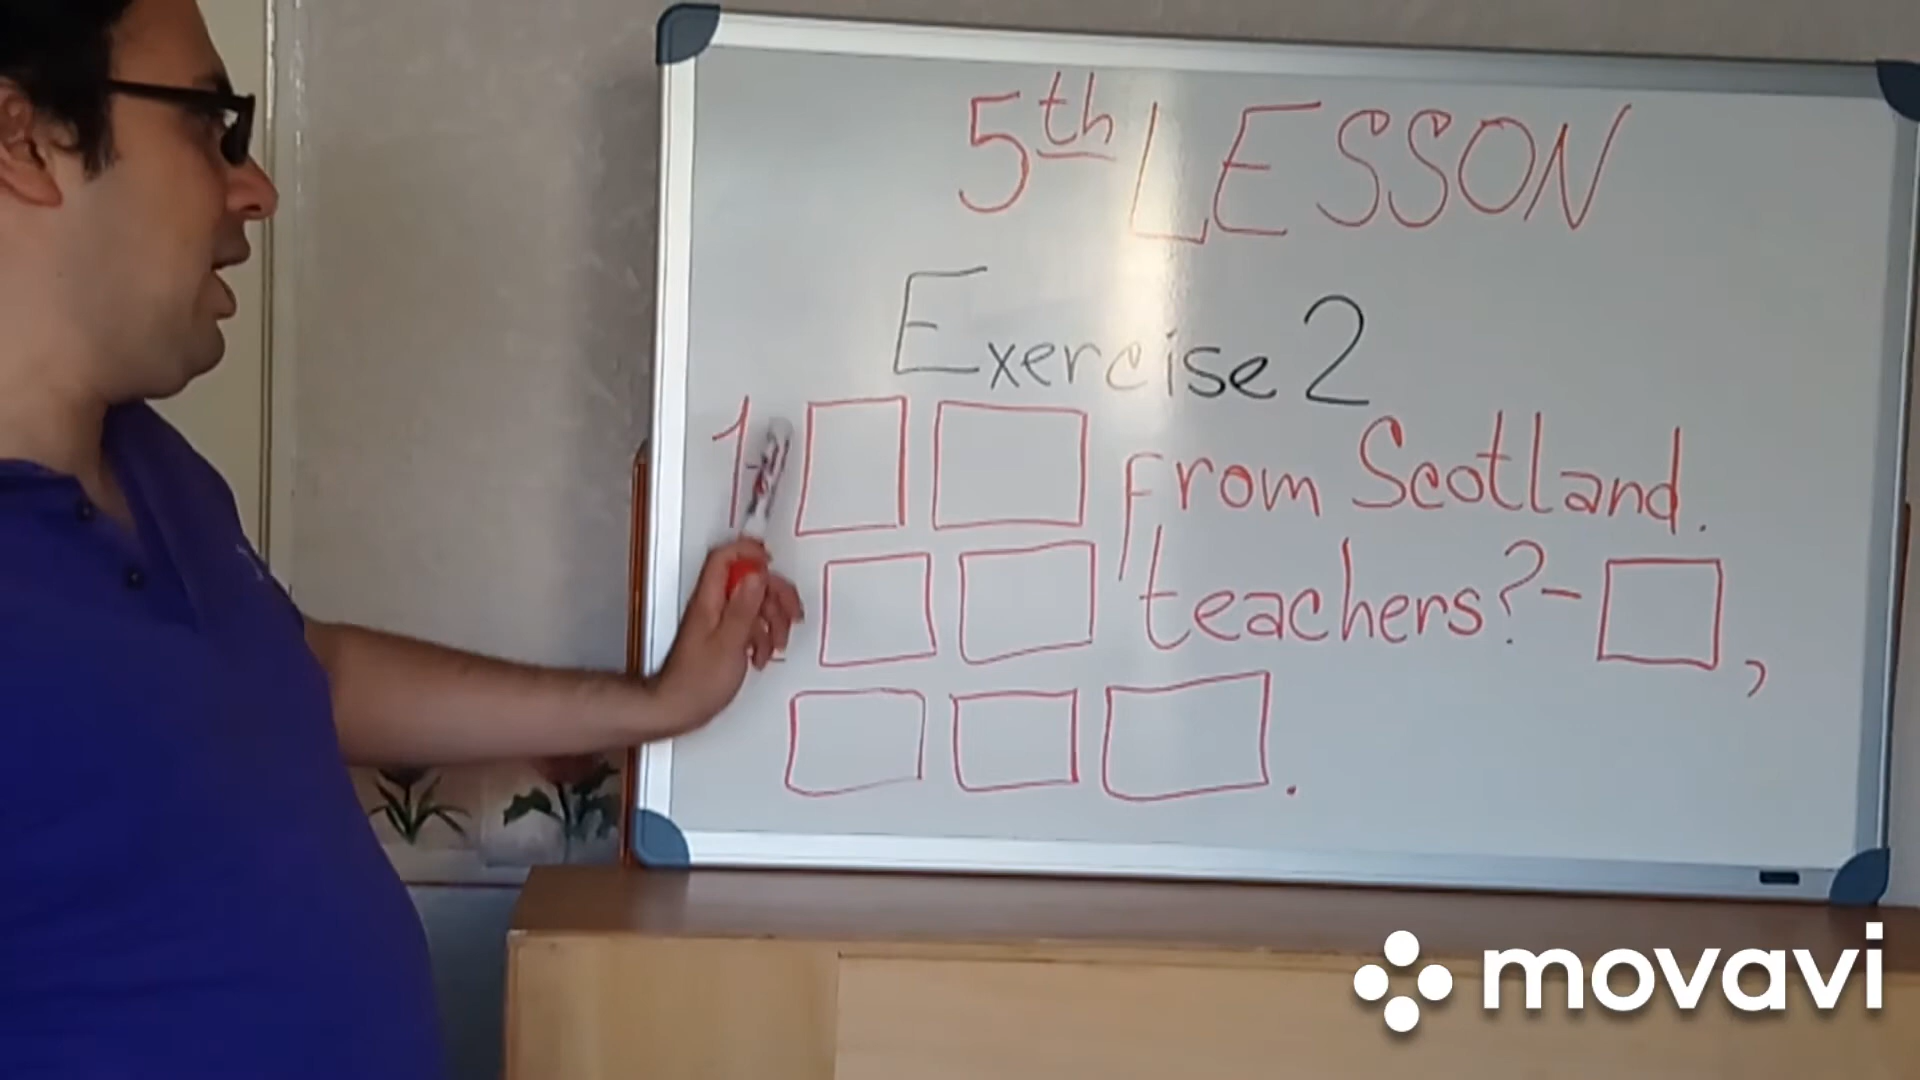 5th LESSON
Exercise 2
1 from Scotland.
teachers? - ,
.
movavi